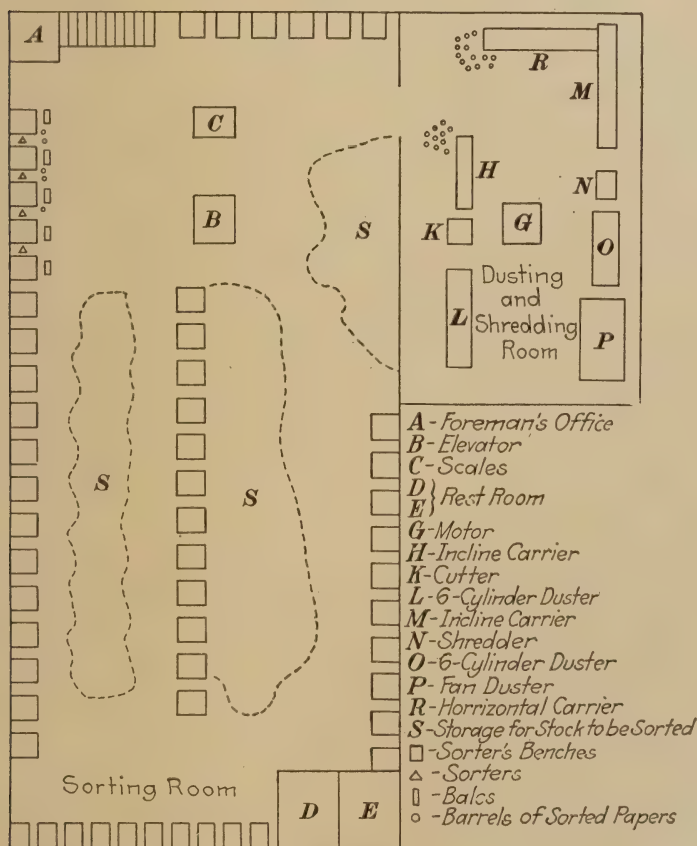 A
R
M
C
H
N
S
B
K
G
O
Dusting
and
Shredding
Room
L
P
S
S
A-Foreman's Office
B-Elevator
C-Scales
D
E } Rest Room
G-Motor
H-Incline Carrier
K-Cutter
L-6-Cylinder Duster
M-Incline Carrier
N-Shredder
O-6-Cylinder Duster
P-Fan Duster
R-Horrizontal Carrier
S-Storage for Stock to be Sorted
□-Sorter's Benches
△-Sorters
▯-Bales
○-Barrels of Sorted Papers
Sorting Room
D
E